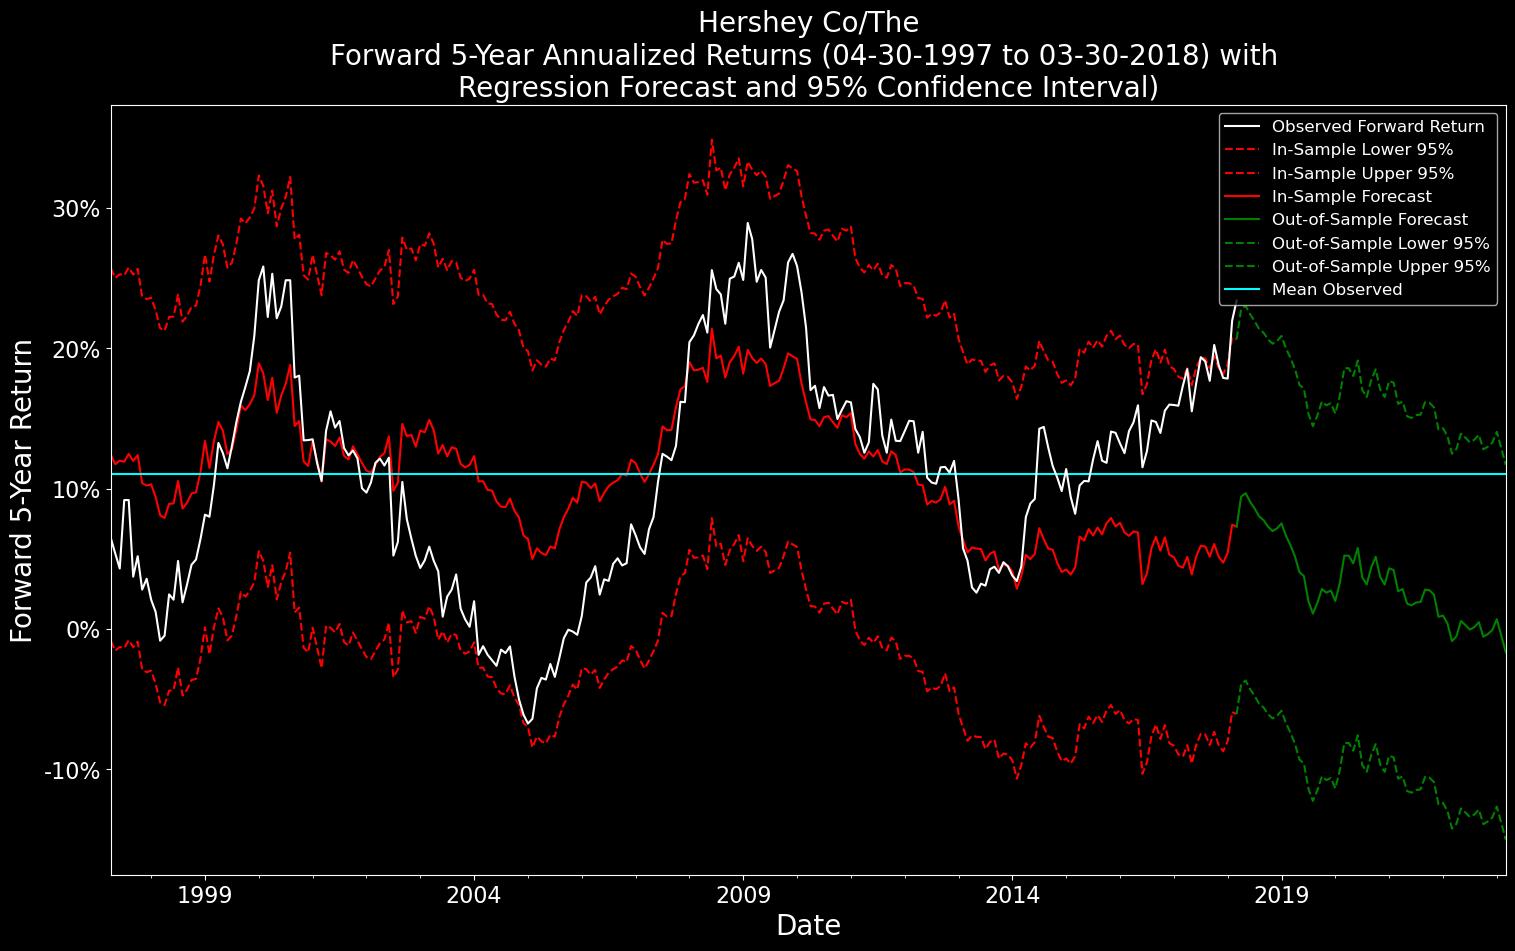 Hershey Co/The
Forward 5-Year Annualized Returns (04-30-1997 to 03-30-2018) with
Regression Forecast and 95% Confidence Interval)
Observed Forward Return
In-Sample Lower 95%
In-Sample Upper 95%
In-Sample Forecast
Out-of-Sample Forecast
Out-of-Sample Lower 95%
Out-of-Sample Upper 95%
Mean Observed
Forward 5-Year Return
30%
20%
10%
0%
-10%
1999
2004
2009
2014
2019
Date